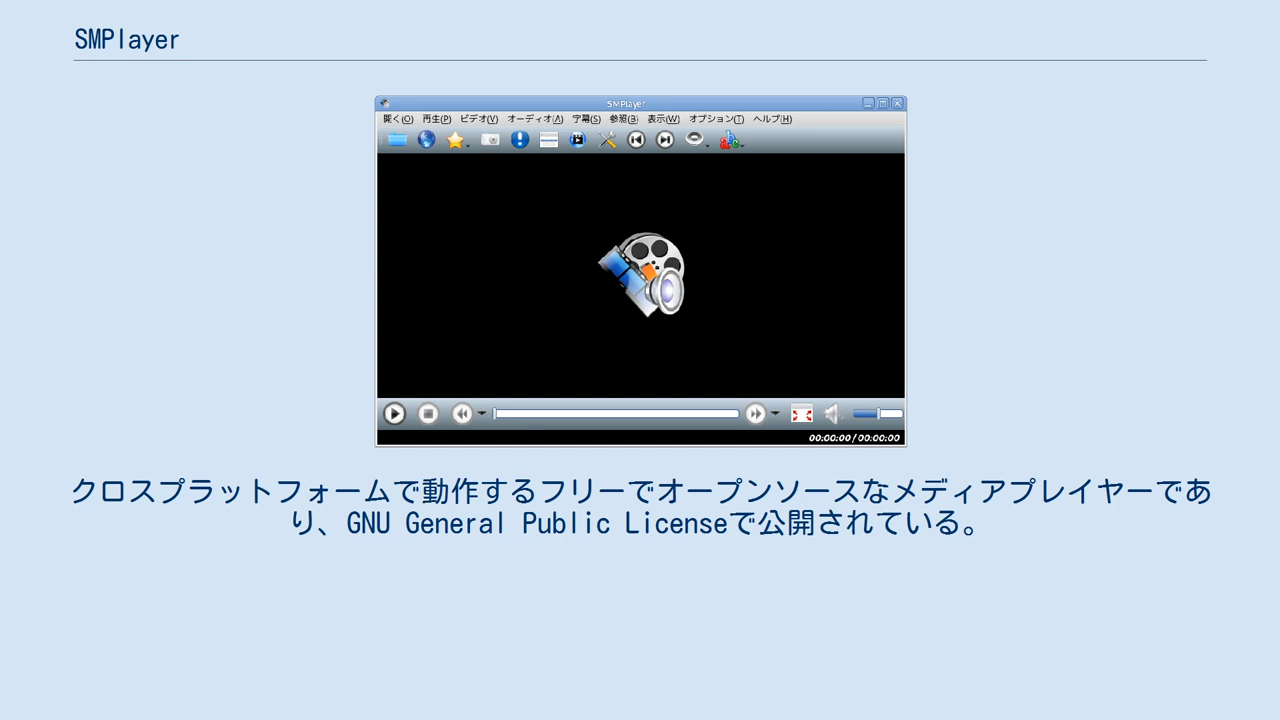 SMPlayer
SMPlayer
開く(O) 再生(P) ビデオ(V) オーディオ(A) 字幕(S) 参照(B) 表示(W) オプション(T) ヘルプ(H)
00:00:00 / 00:00:00
クロスプラットフォームで動作するフリーでオープンソースなメディアプレイヤーであ
り、GNU General Public Licenseで公開されている。